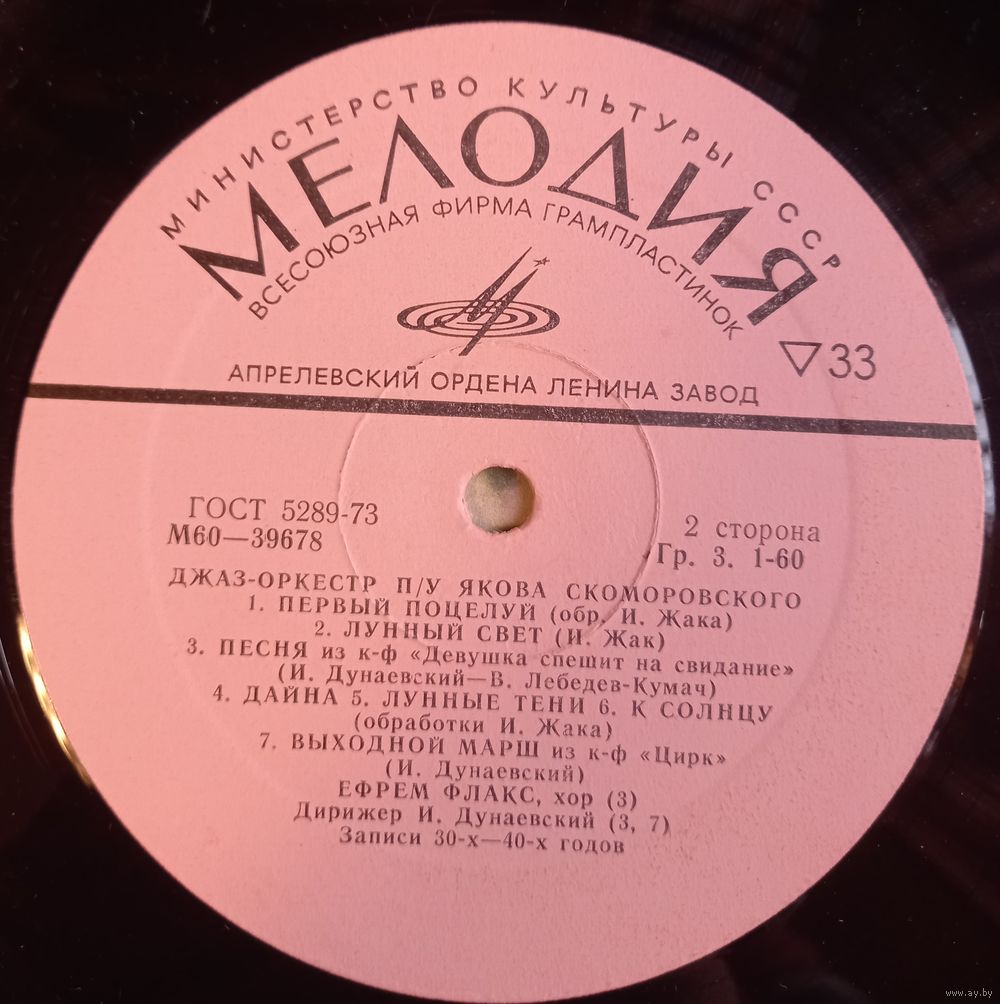 МИНИСТЕРСТВО КУЛЬТУРЫ СССР
МЕЛОДИЯ
ВСЕСОЮЗНАЯ ФИРМА ГРАМПЛАСТИНОК
▽33
АПРЕЛЕВСКИЙ ОРДЕНА ЛЕНИНА ЗАВОД
ГОСТ 5289-73
М60—39678
2 сторона
Гр. 3. 1-60
ДЖАЗ-ОРКЕСТР П/У ЯКОВА СКОМОРОВСКОГО
1. ПЕРВЫЙ ПОЦЕЛУЙ (обр. И. Жака)
2. ЛУННЫЙ СВЕТ (И. Жак)
3. ПЕСНЯ из к-ф «Девушка спешит на свидание»
(И. Дунаевский—В. Лебедев-Кумач)
4. ДАЙНА 5. ЛУННЫЕ ТЕНИ 6. К СОЛНЦУ
(обработки И. Жака)
7. ВЫХОДНОЙ МАРШ из к-ф «Цирк»
(И. Дунаевский)
ЕФРЕМ ФЛАКС, хор (3)
Дирижер И. Дунаевский (3, 7)
Записи 30-х—40-х годов
www.ay.by